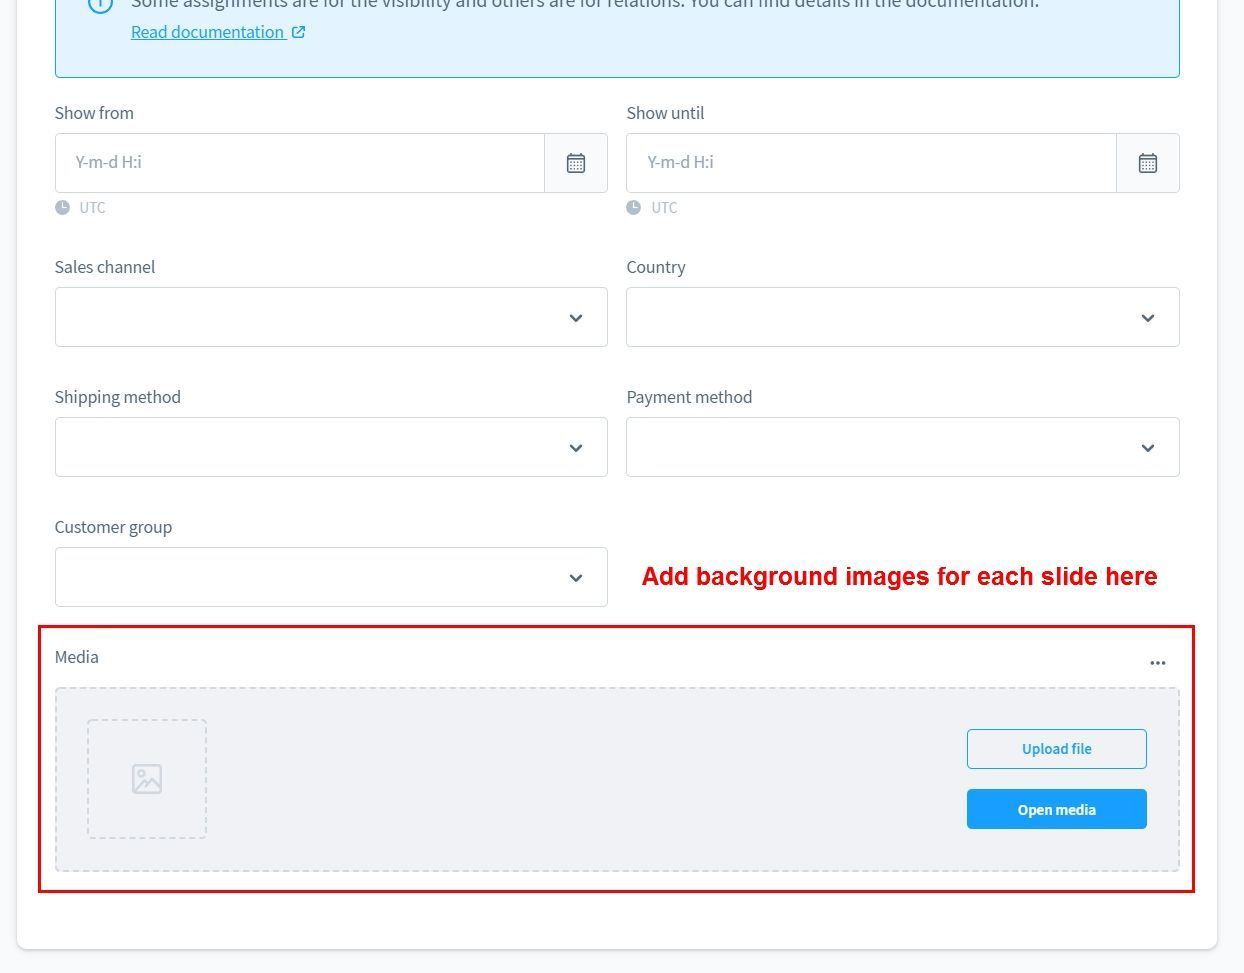 Some assignments are for the visibility and others are for relations. You can find details in the documentation.
Read documentation
Show from
Show until
Y-m-d H:i
Y-m-d H:i
UTC
UTC
Sales channel
Country
Shipping method
Payment method
Customer group
Add background images for each slide here
Media
Upload file
Open media